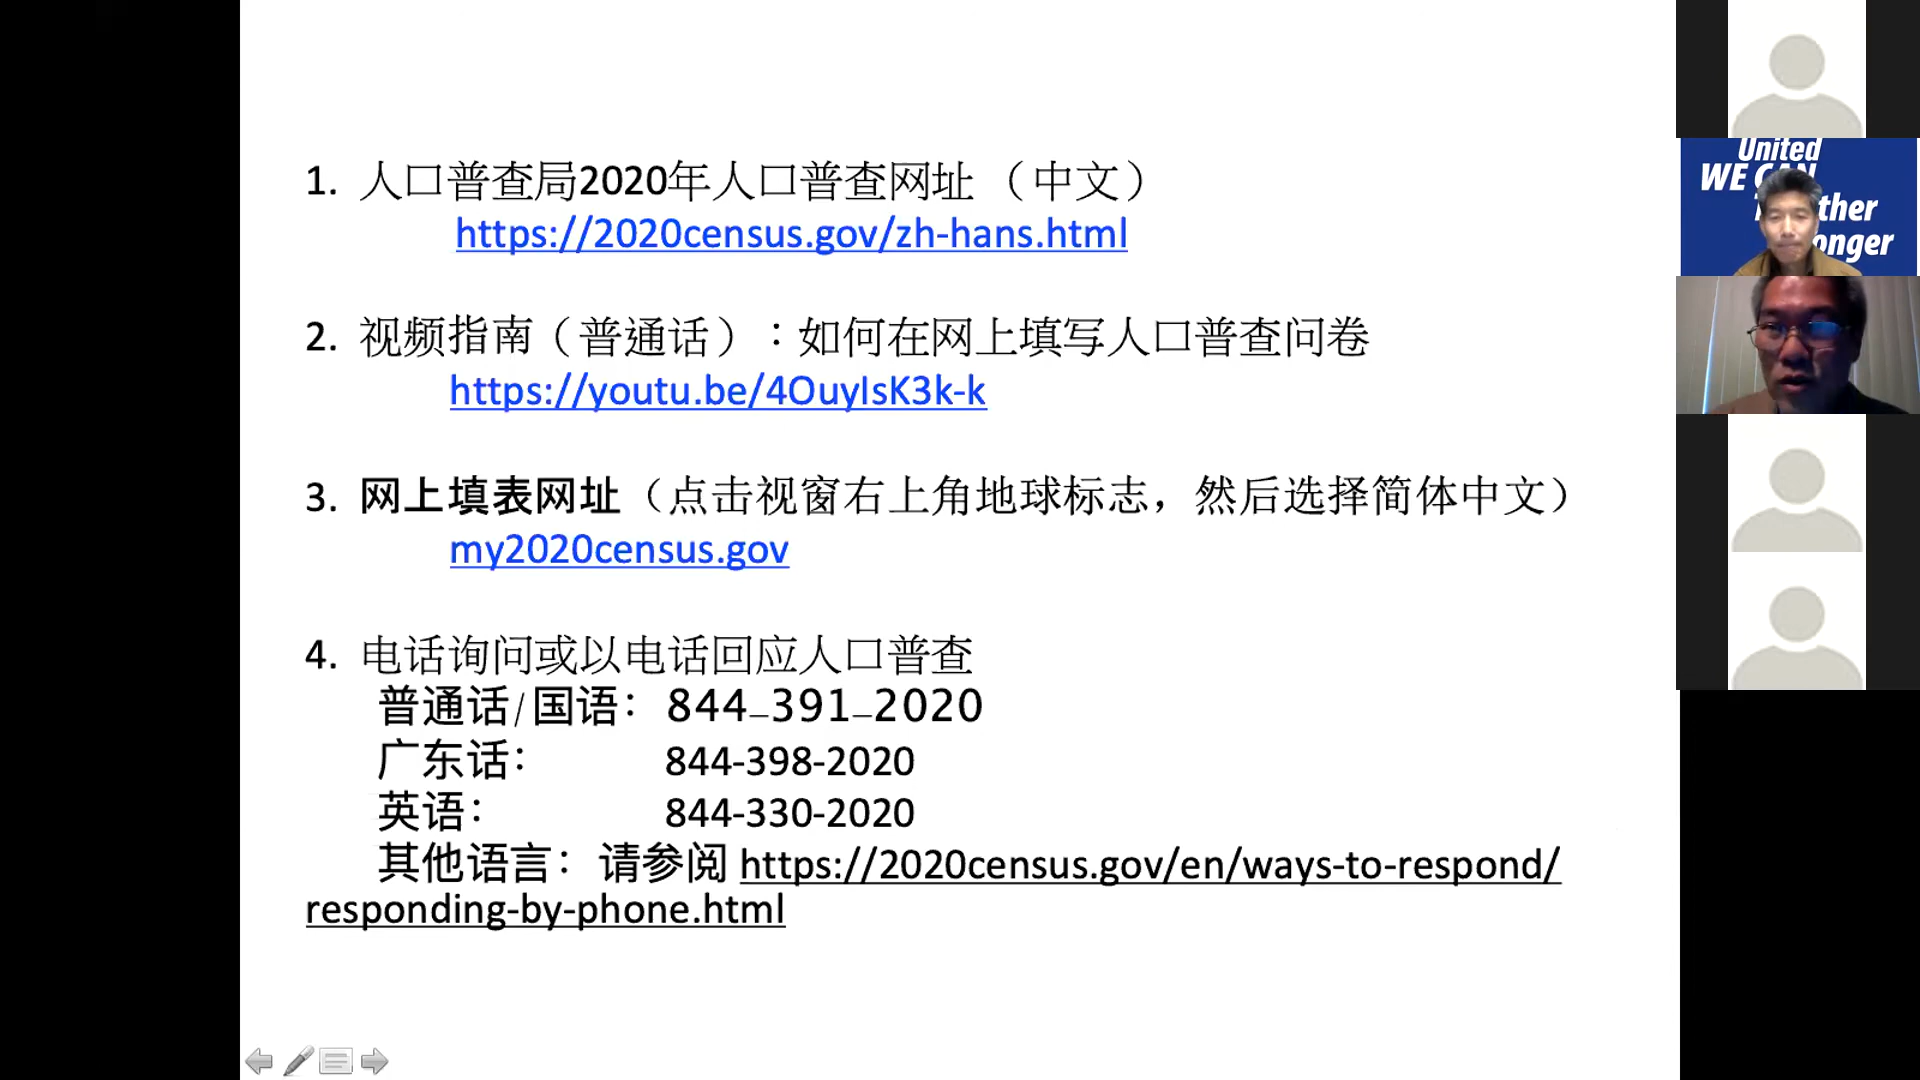 1. 人口普查局2020年人口普查网址 （中文）
https://2020census.gov/zh-hans.html
2. 视频指南（普通话）：如何在网上填写人口普查问卷
https://youtu.be/4OuyIsK3k-k
3. 网上填表网址（点击视窗右上角地球标志，然后选择简体中文）
my2020census.gov
4. 电话询问或以电话回应人口普查
普通话/国语： 844–391–2020
广东话： 844-398-2020
英语： 844-330-2020
其他语言： 请参阅 https://2020census.gov/en/ways-to-respond/
responding-by-phone.html
United
WE CAN
ther
onger